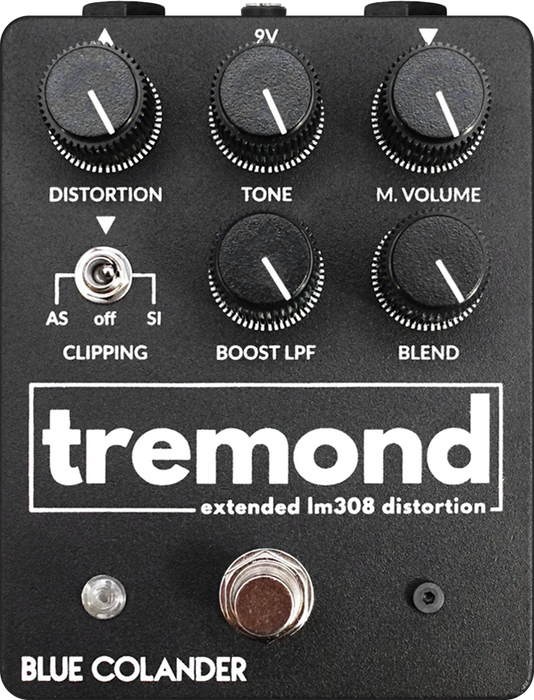 9V
DISTORTION TONE M. VOLUME
AS off SI
CLIPPING BOOST LPF BLEND
tremond
extended lm308 distortion
BLUE COLANDER